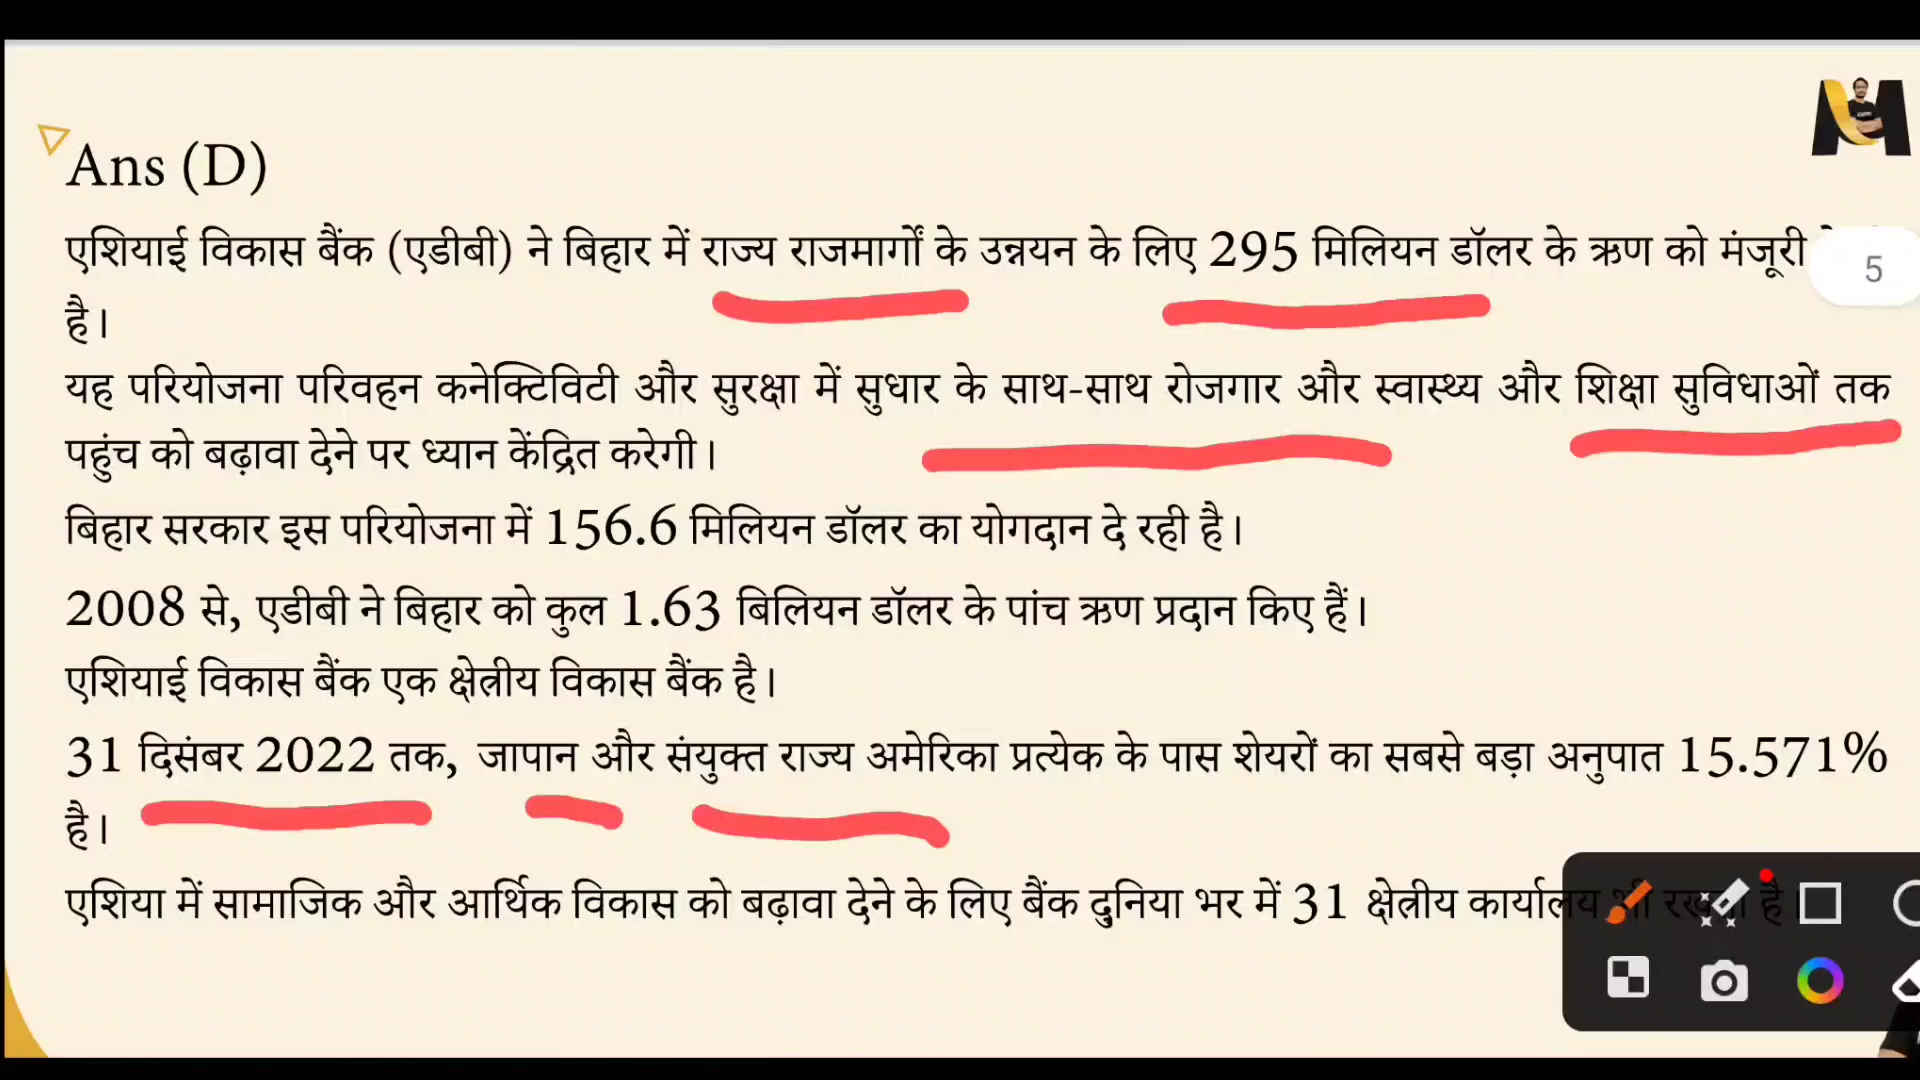 Ans (D)
एशियाई विकास बैंक (एडीबी) ने बिहार में राज्य राजमार्गों के उन्नयन के लिए 295 मिलियन डॉलर के ऋण को मंजूरी
5
है।
यह परियोजना परिवहन कनेक्टिविटी और सुरक्षा में सुधार के साथ-साथ रोजगार और स्वास्थ्य और शिक्षा सुविधाओं तक
पहुंच को बढ़ावा देने पर ध्यान केंद्रित करेगी।
बिहार सरकार इस परियोजना में 156.6 मिलियन डॉलर का योगदान दे रही है।
2008 से, एडीबी ने बिहार को कुल 1.63 बिलियन डॉलर के पांच ऋण प्रदान किए हैं।
एशियाई विकास बैंक एक क्षेत्रीय विकास बैंक है।
31 दिसंबर 2022 तक, जापान और संयुक्त राज्य अमेरिका प्रत्येक के पास शेयरों का सबसे बड़ा अनुपात 15.571%
है।
एशिया में सामाजिक और आर्थिक विकास को बढ़ावा देने के लिए बैंक दुनिया भर में 31 क्षेत्रीय कार्यालय भी है।